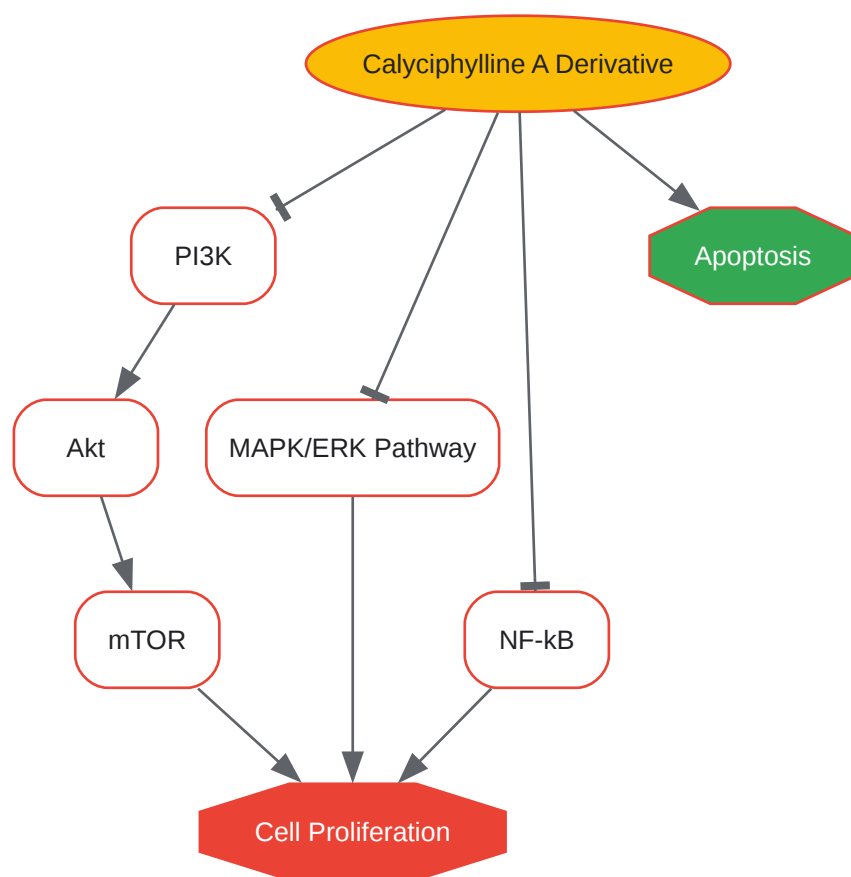 Calyciphylline A Derivative
PI3K
Apoptosis
Akt
MAPK/ERK Pathway
mTOR
NF-kB
Cell Proliferation